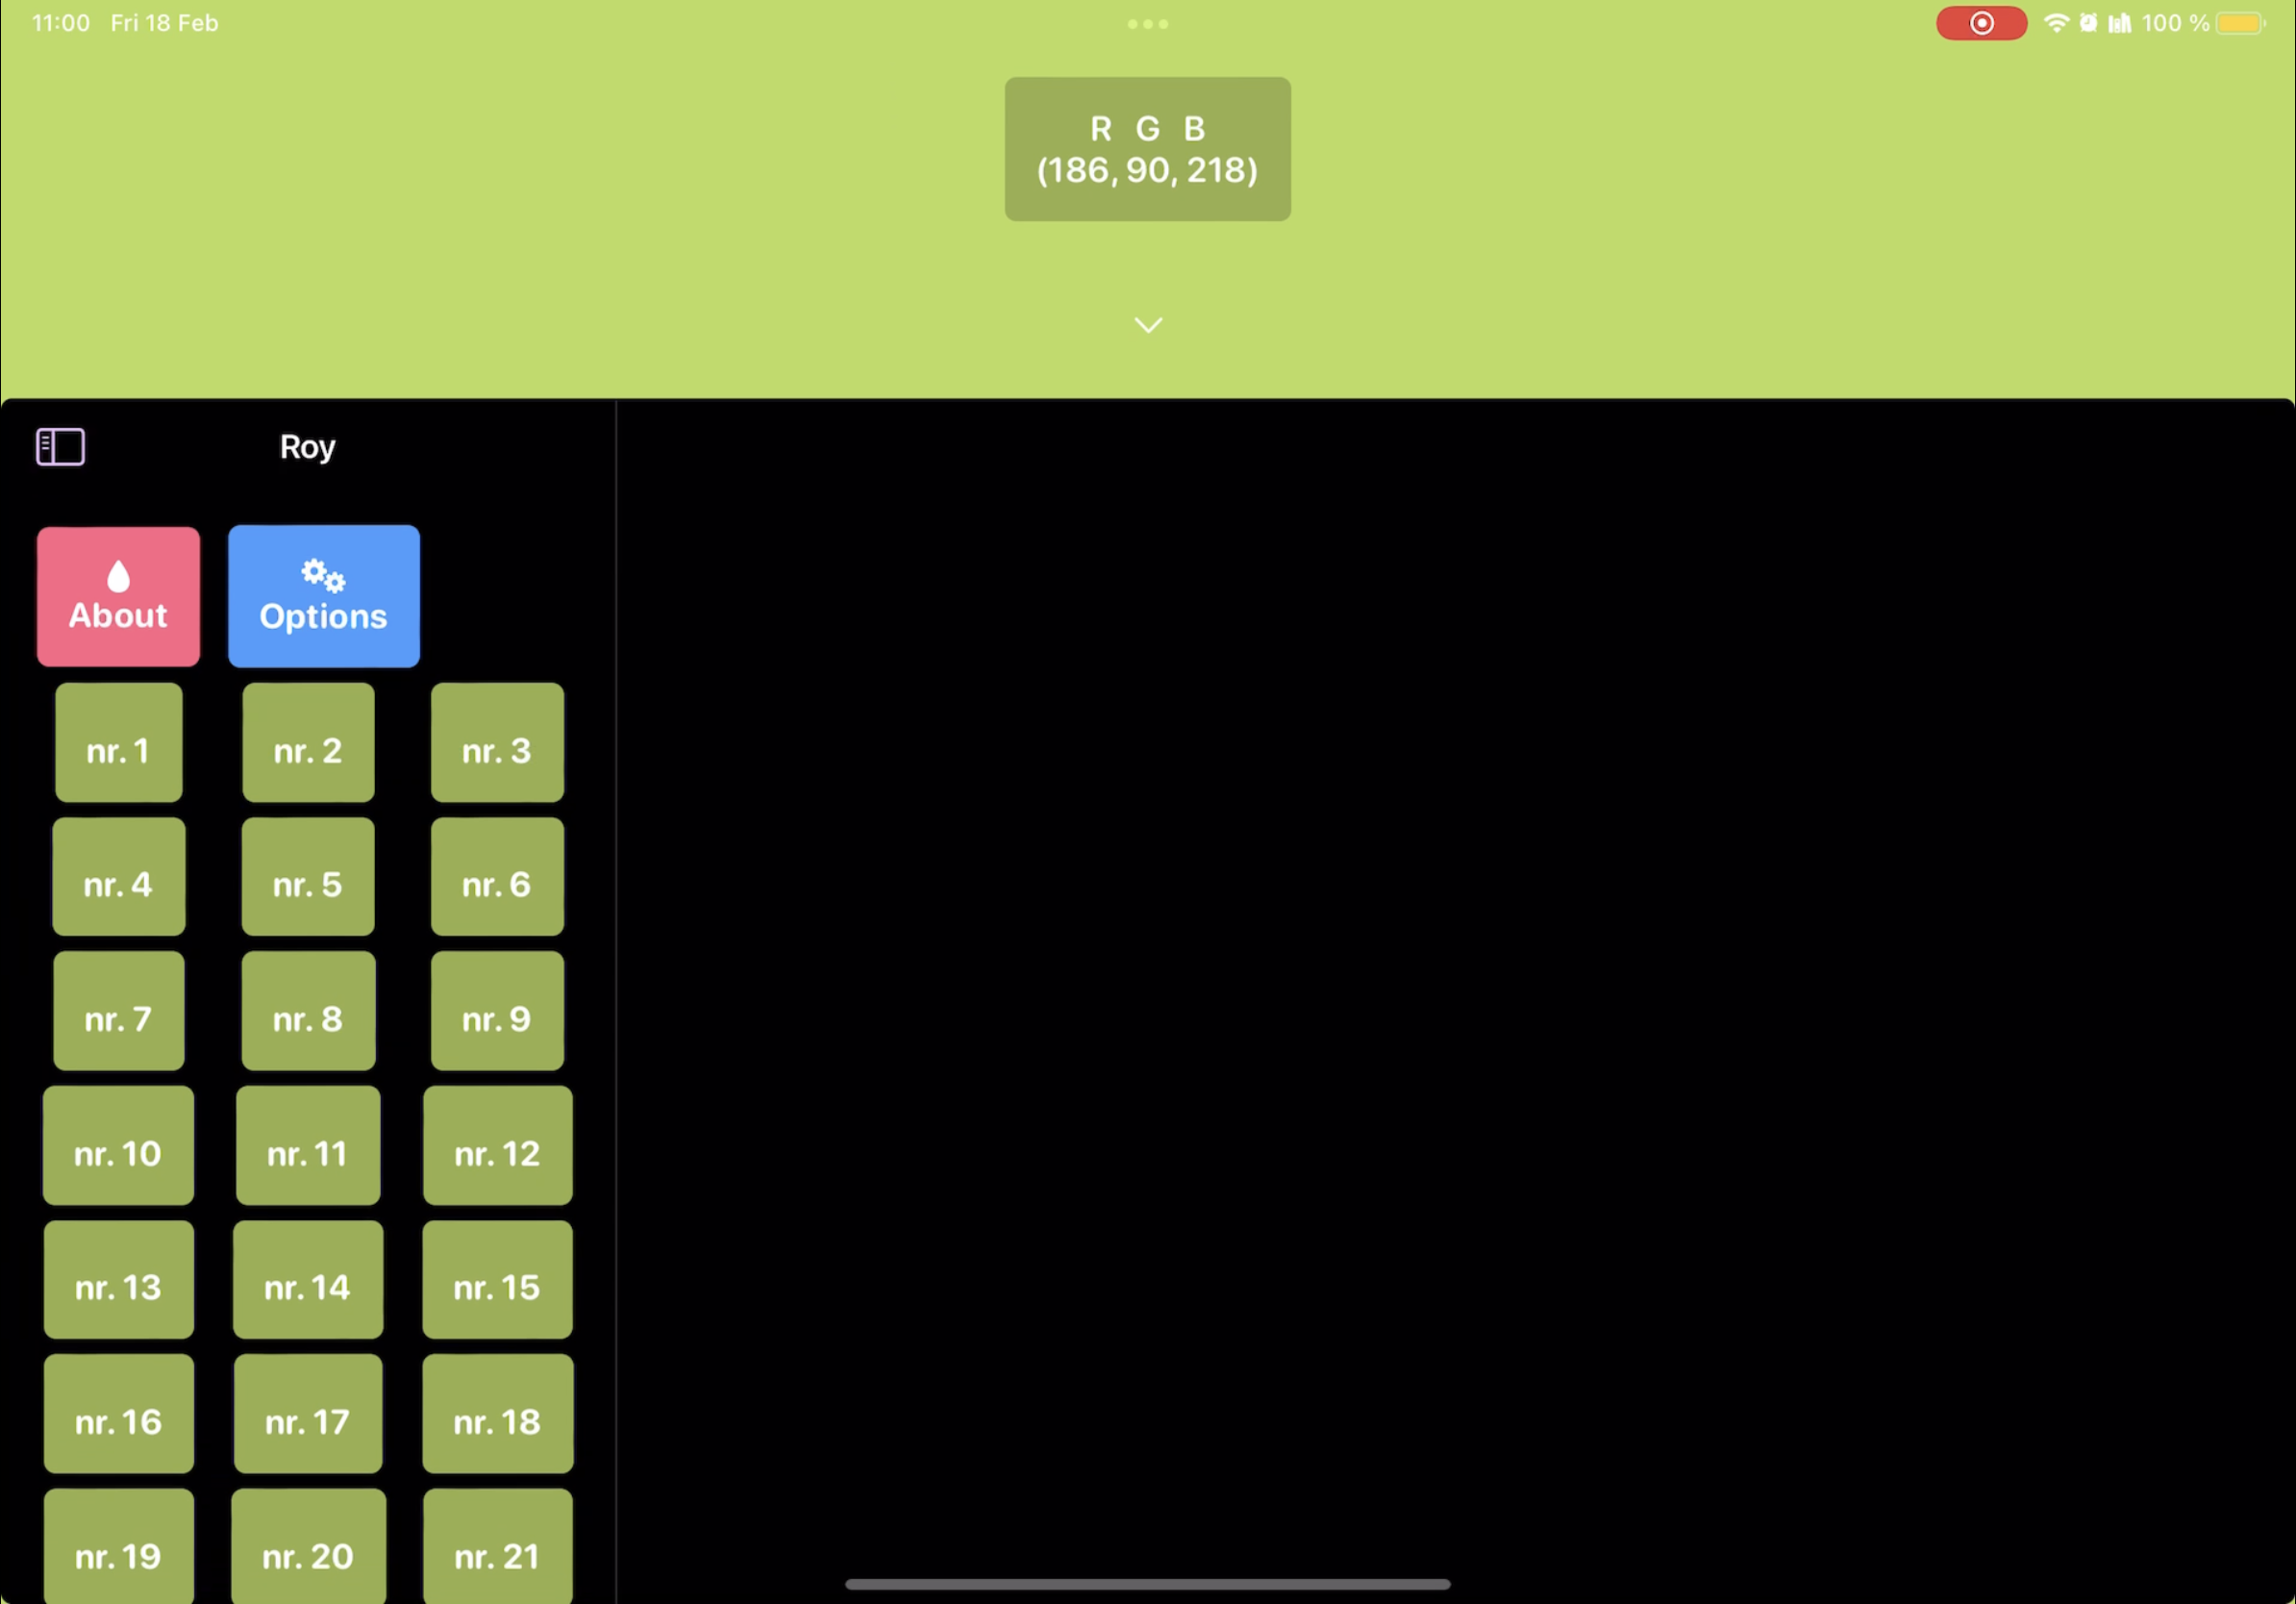 11:00 Fri 18 Feb
100 %
R G B
(186, 90, 218)
Roy
About
Options
nr. 1
nr. 2
nr. 3
nr. 4
nr. 5
nr. 6
nr. 7
nr. 8
nr. 9
nr. 10
nr. 11
nr. 12
nr. 13
nr. 14
nr. 15
nr. 16
nr. 17
nr. 18
nr. 19
nr. 20
nr. 21